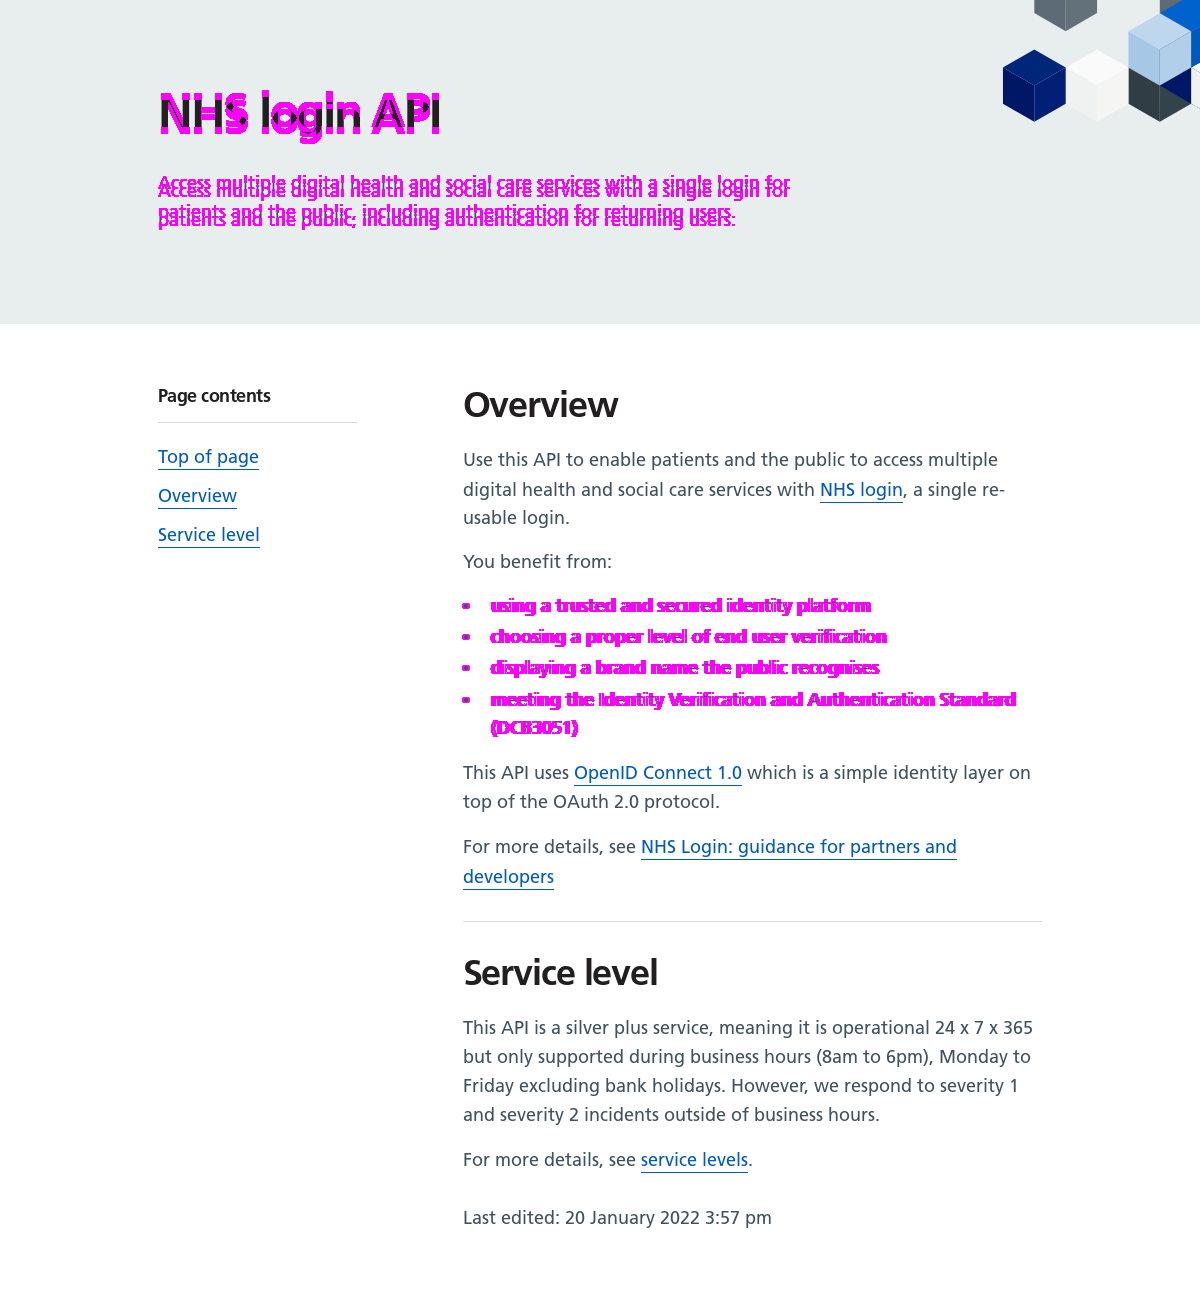 NHS login API
Access multiple digital health and social care services with a single login for
patients and the public, including authentication for returning users.
Page contents
Top of page
Overview
Service level
Overview
Use this API to enable patients and the public to access multiple
digital health and social care services with NHS login, a single re-
usable login.
You benefit from:
• using a trusted and secured identity platform
• choosing a proper level of end user verification
• displaying a brand name the public recognises
• meeting the Identity Verification and Authentication Standard
(DCB3051)
This API uses OpenID Connect 1.0 which is a simple identity layer on
top of the OAuth 2.0 protocol.
For more details, see NHS Login: guidance for partners and
developers
Service level
This API is a silver plus service, meaning it is operational 24 x 7 x 365
but only supported during business hours (8am to 6pm), Monday to
Friday excluding bank holidays. However, we respond to severity 1
and severity 2 incidents outside of business hours.
For more details, see service levels.
Last edited: 20 January 2022 3:57 pm